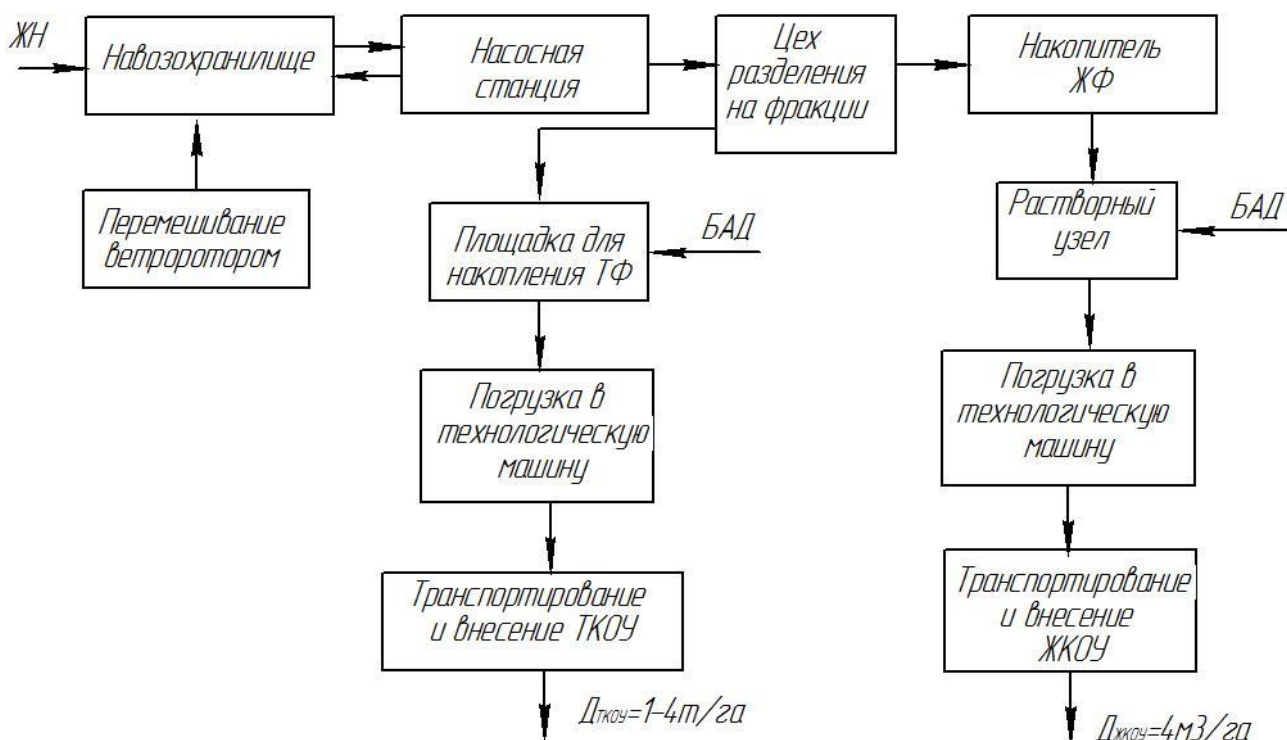 ЖН
Навозохранилище
Насосная
станция
Цех
разделения
на фракции
Накопитель
ЖФ
Перемешивание
ветроротором
Площадка для
накопления ТФ
БАД
Растворный
узел
БАД
Погрузка в
технологическую
машину
Погрузка в
технологическую
машину
Транспортирование
и внесение ТКОУ
Транспортирование
и внесение
ЖКОУ
Дткоу=1-4т/га
Джкоу=4м3/га